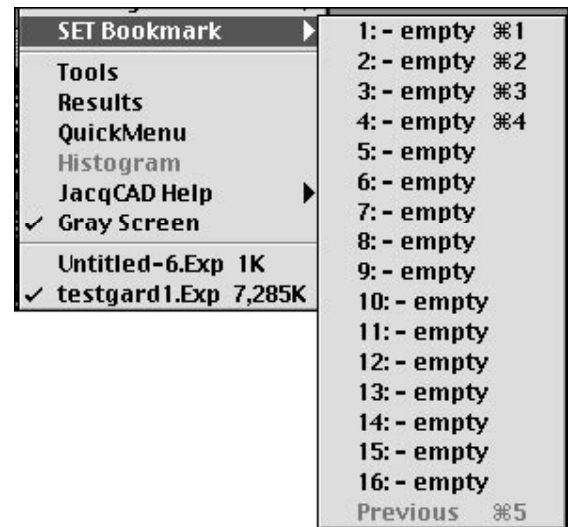 SET Bookmark
Tools
Results
QuickMenu
Histogram
JacqCAD Help
✓ Gray Screen
Untitled-6.Exp 1K
✓ testgard1.Exp 7,285K
1: - empty ⌘1
2: - empty ⌘2
3: - empty ⌘3
4: - empty ⌘4
5: - empty
6: - empty
7: - empty
8: - empty
9: - empty
10: - empty
11: - empty
12: - empty
13: - empty
14: - empty
15: - empty
16: - empty
Previous ⌘5